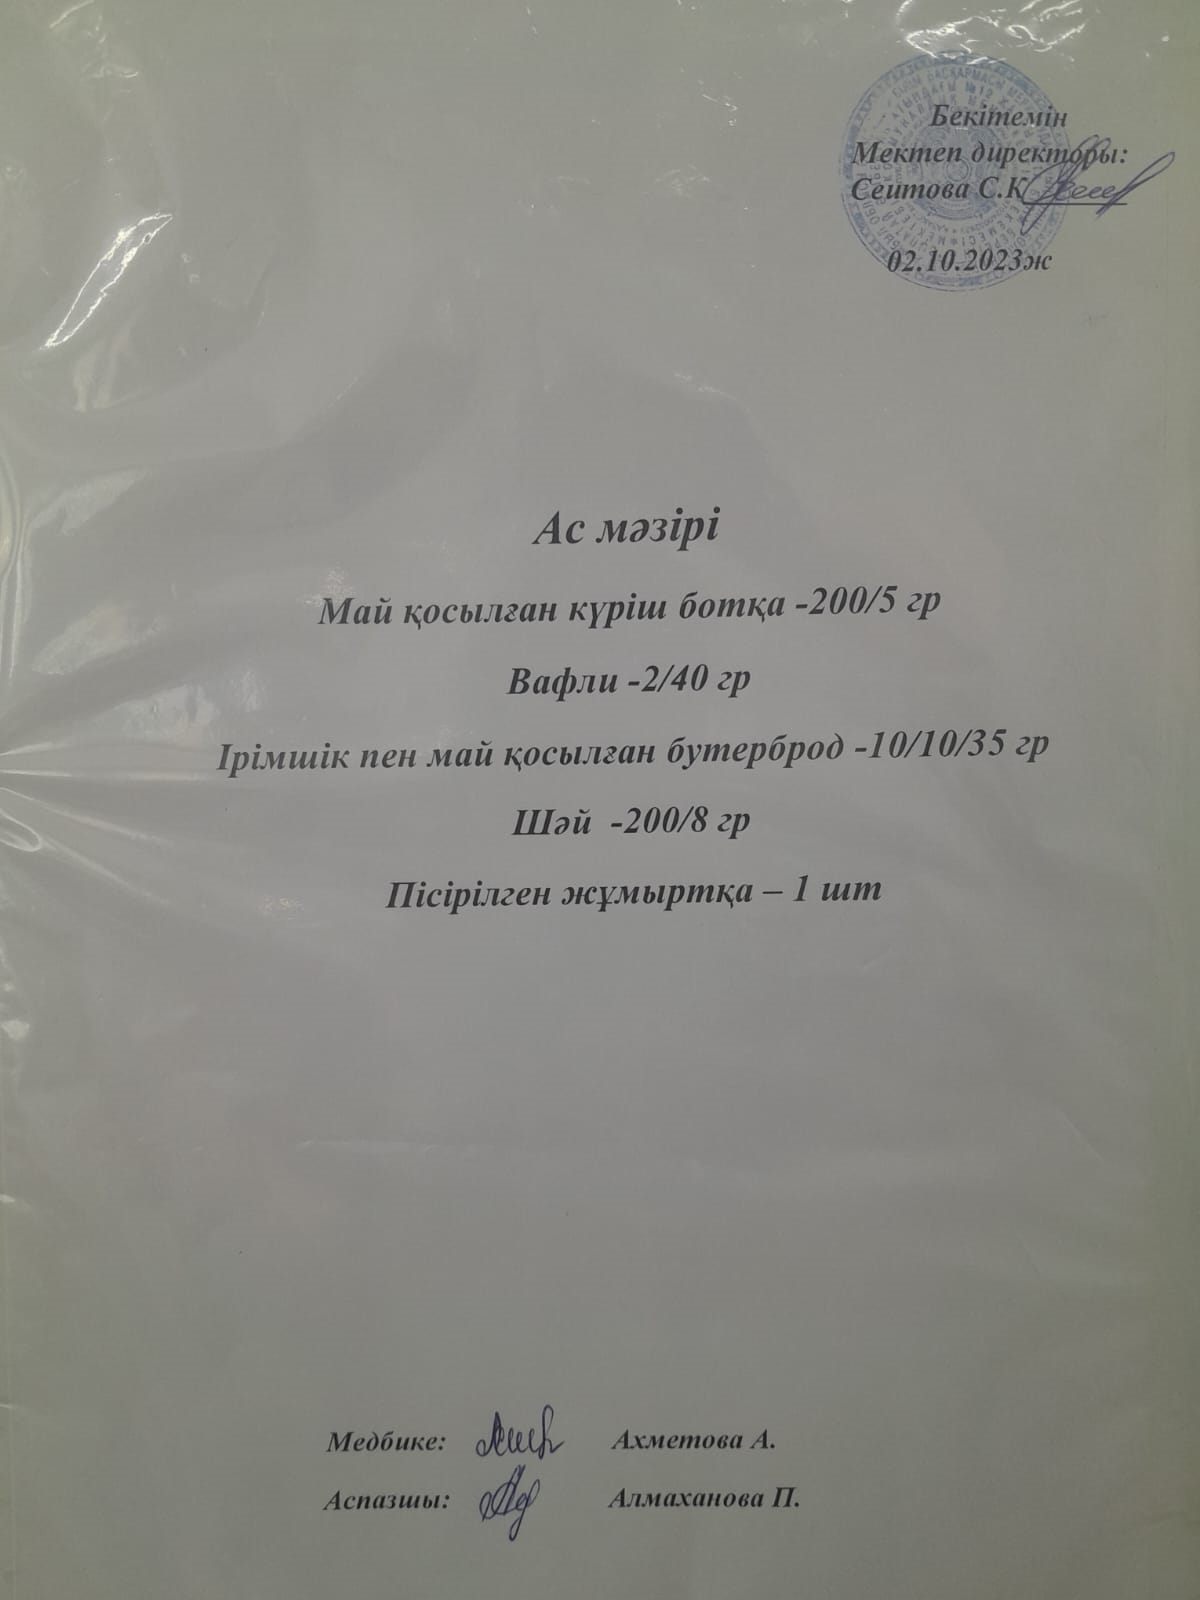 Бекітемін
Мектеп директоры:
Сеитова С.К
02.10.2023ж
Ас мәзірі
Май қосылған күріш ботқа -200/5 гр
Вафли -2/40 гр
Ірімшік пен май қосылған бутерброд -10/10/35 гр
Шәй -200/8 гр
Пісірілген жұмыртқа – 1 шт
Медбике: Ахметова А.
Аспазшы: Алмаханова П.